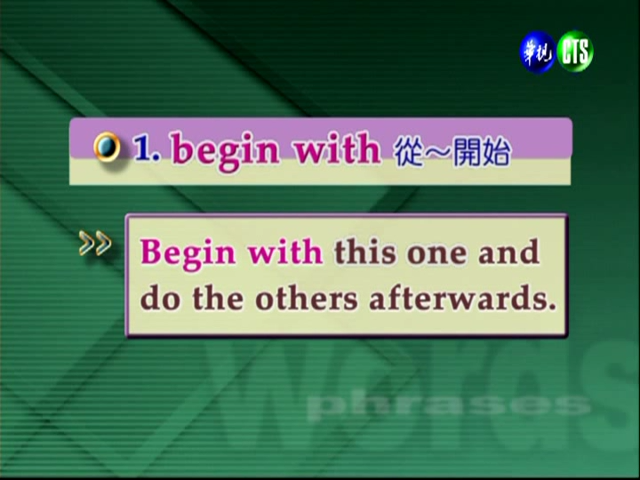 華視 CTS
1. begin with 從～開始
Begin with this one and
do the others afterwards.
words
phrases